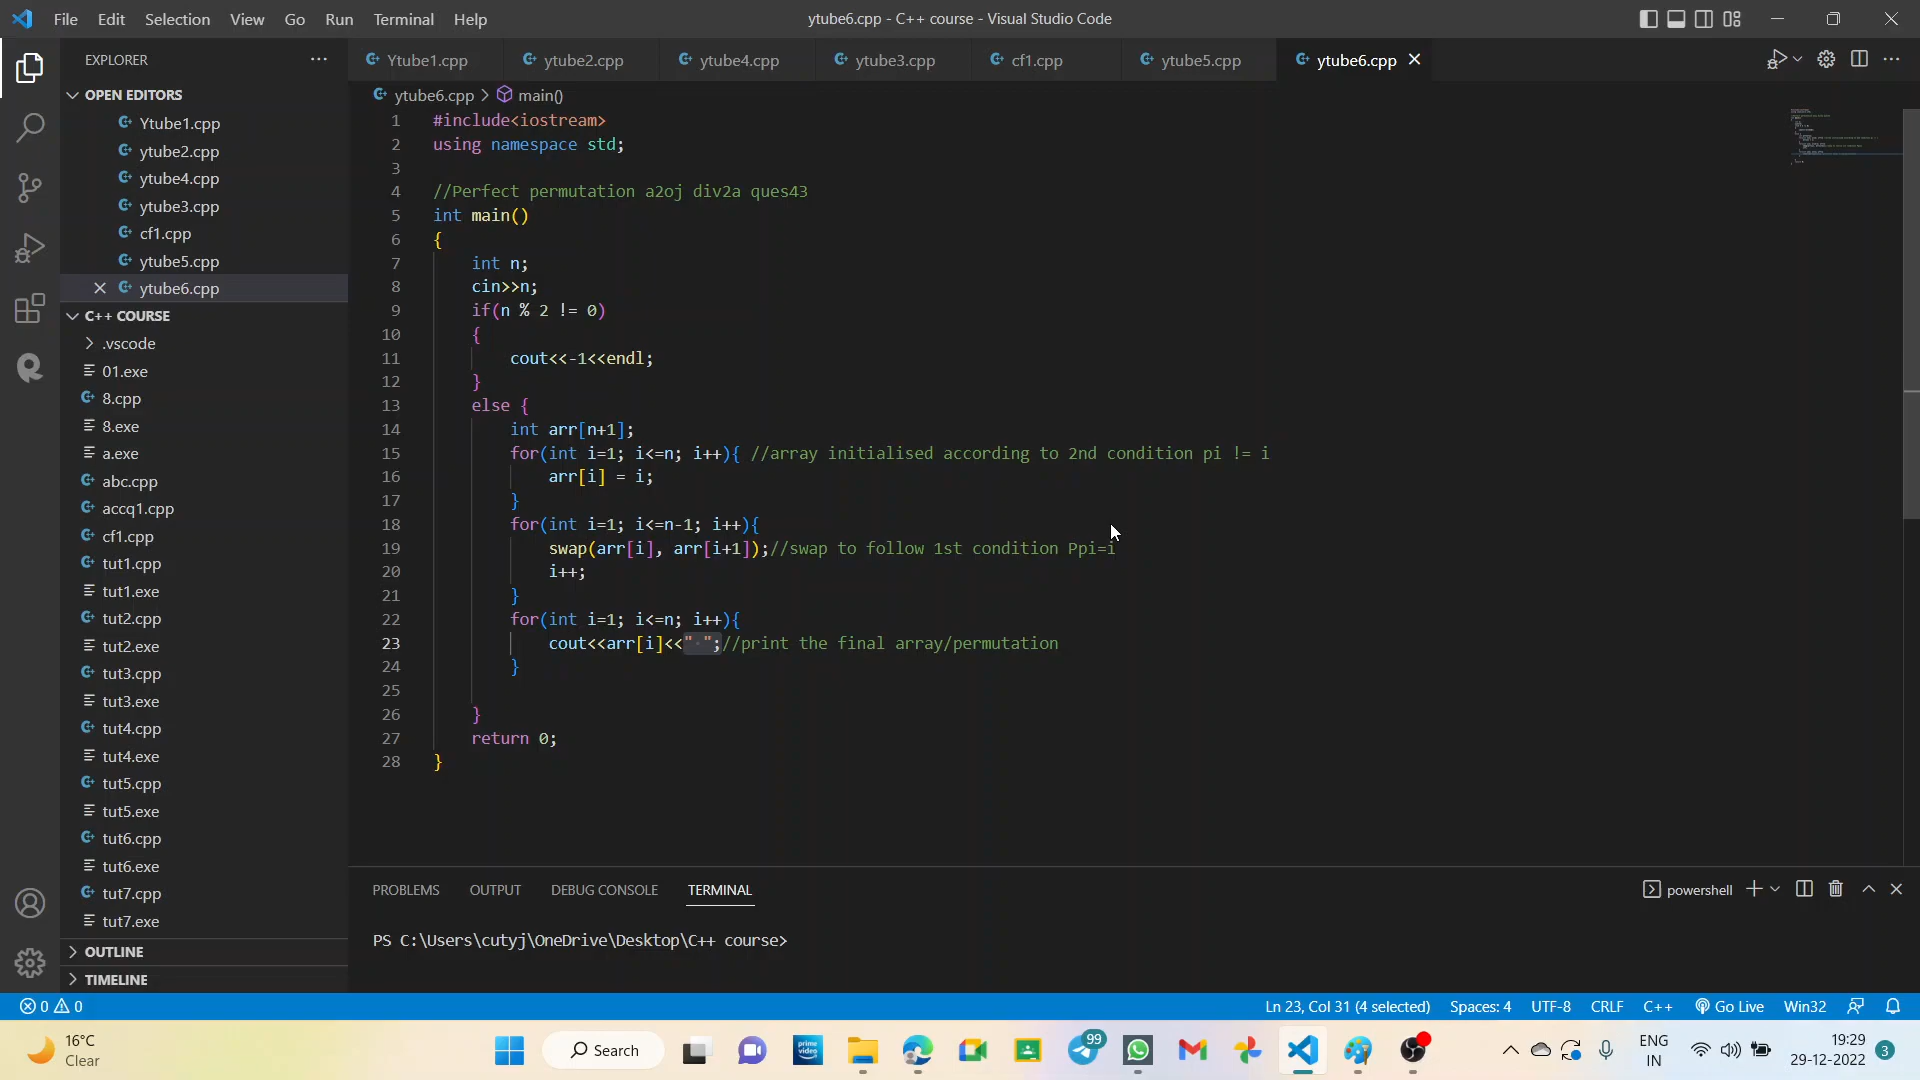 File Edit Selection View Go Run Terminal Help
ytube6.cpp - C++ course - Visual Studio Code
EXPLORER
OPEN EDITORS
Ytube1.cpp
ytube2.cpp
ytube4.cpp
ytube3.cpp
cf1.cpp
ytube5.cpp
ytube6.cpp
C++ COURSE
.vscode
01.exe
8.cpp
8.exe
a.exe
abc.cpp
accq1.cpp
cf1.cpp
tut1.cpp
tut1.exe
tut2.cpp
tut2.exe
tut3.cpp
tut3.exe
tut4.cpp
tut4.exe
tut5.cpp
tut5.exe
tut6.cpp
tut6.exe
tut7.cpp
tut7.exe
OUTLINE
TIMELINE
Ytube1.cpp ytube2.cpp ytube4.cpp ytube3.cpp cf1.cpp ytube5.cpp ytube6.cpp
ytube6.cpp > main()
1 #include<iostream>
2 using namespace std;
3
4 //Perfect permutation a2oj div2a ques43
5 int main()
6 {
7 int n;
8 cin>>n;
9 if(n % 2 != 0)
10 {
11 cout<<-1<<endl;
12 }
13 else {
14 int arr[n+1];
15 for(int i=1; i<=n; i++){ //array initialised according to 2nd condition pi != i
16 arr[i] = i;
17 }
18 for(int i=1; i<=n-1; i++){
19 swap(arr[i], arr[i+1]);//swap to follow 1st condition Ppi=i
20 i++;
21 }
22 for(int i=1; i<=n; i++){
23 cout<<arr[i]<<" ";//print the final array/permutation
24 }
25
26 }
27 return 0;
28 }
PROBLEMS OUTPUT DEBUG CONSOLE TERMINAL
powershell
PS C:\Users\cutyj\OneDrive\Desktop\C++ course>
0 0
Ln 23, Col 31 (4 selected) Spaces: 4 UTF-8 CRLF C++ Go Live Win32
16°C
Clear
Search
prime video
99
ENG
IN
19:29
29-12-2022
3